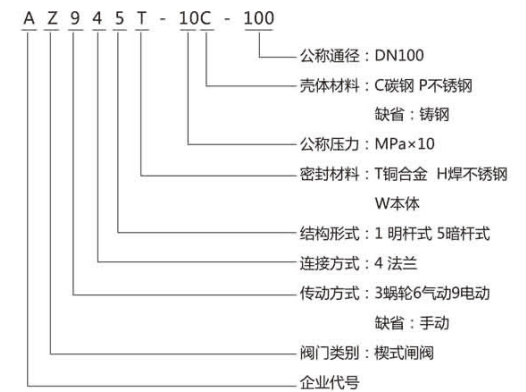 A Z 9 4 5 T - 10C - 100
公称通径：DN100
壳体材料：C碳钢 P不锈钢
缺省：铸钢
公称压力：MPa×10
密封材料：T铜合金 H焊不锈钢
W本体
结构形式：1 明杆式 5暗杆式
连接方式：4 法兰
传动方式：3蜗轮6气动9电动
缺省：手动
阀门类别：楔式闸阀
企业代号